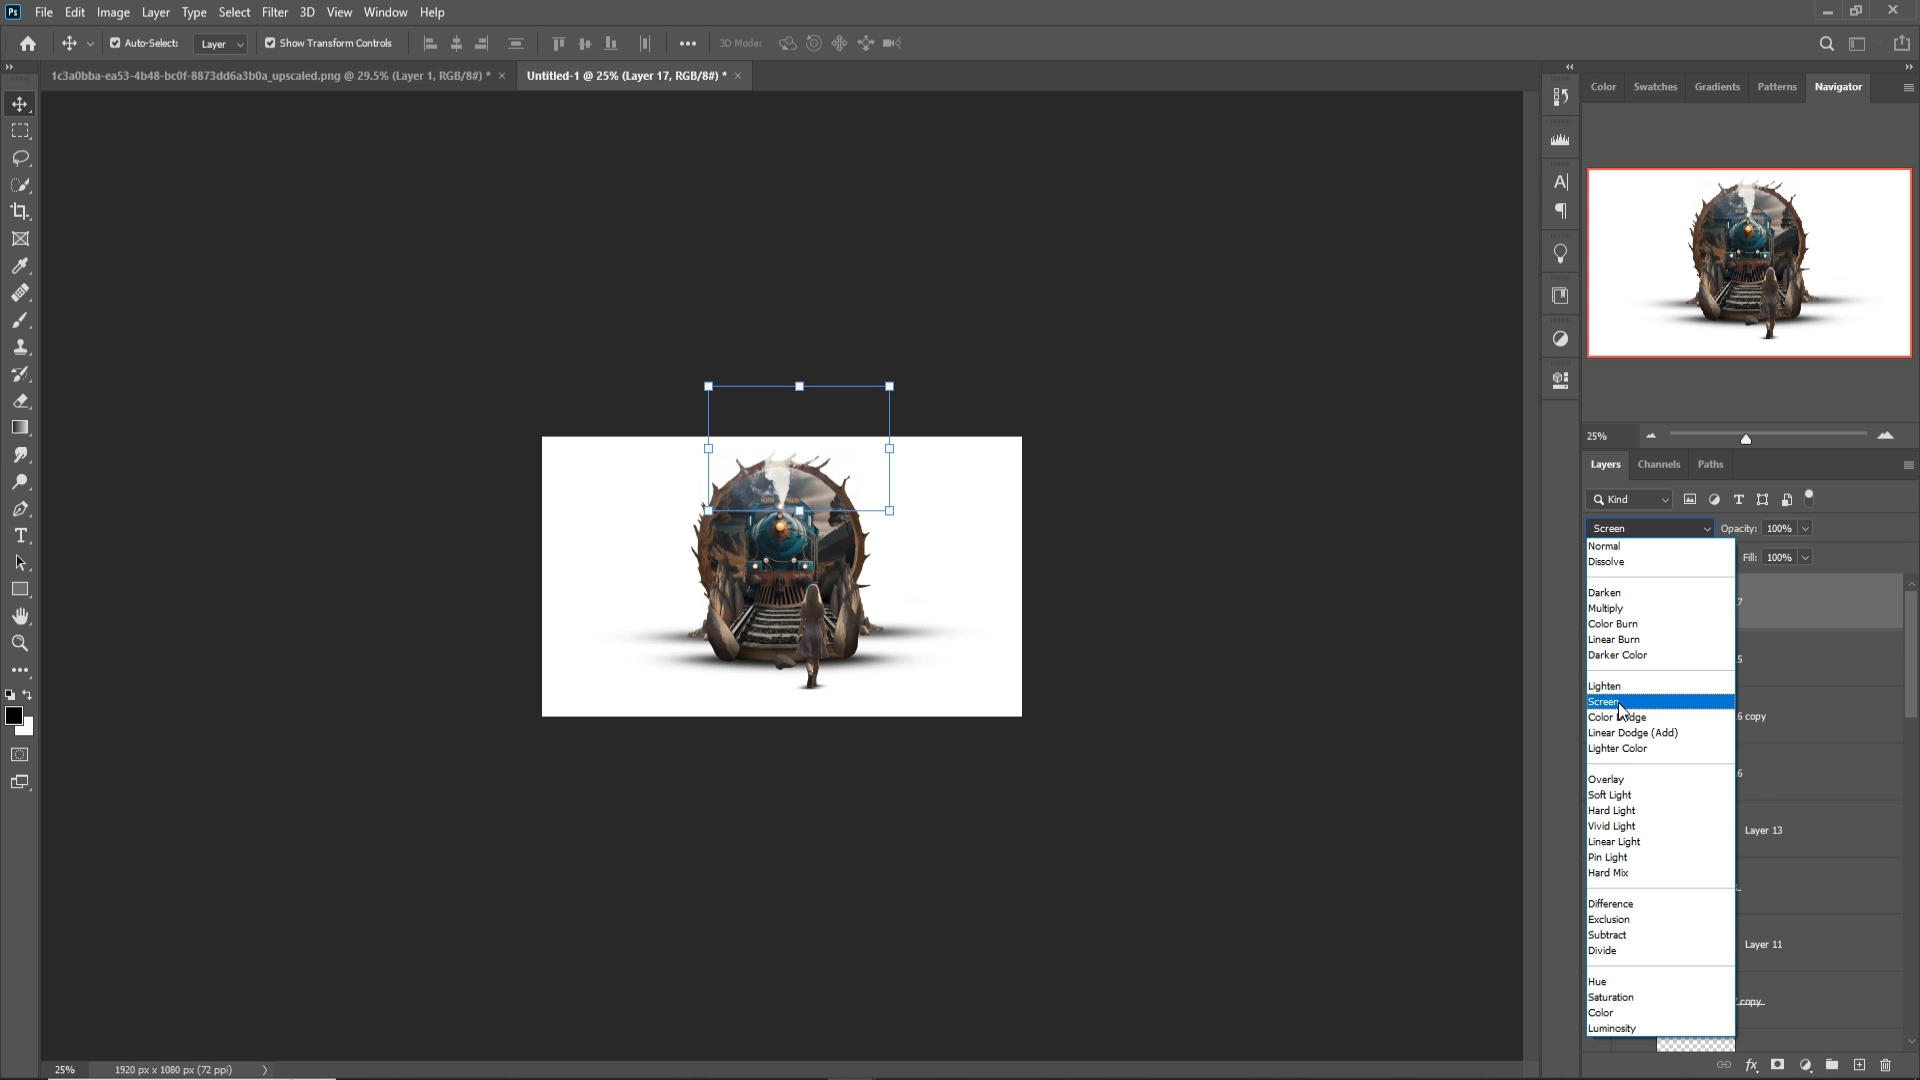 Ps File Edit Image Layer Type Select Filter 3D View Window Help
Auto-Select: Layer Show Transform Controls 3D Mode:
1c3a0bba-ea53-4b48-bc0f-8873dd6a3b0a_upscaled.png @ 29.5% (Layer 1, RGB/8#) * Untitled-1 @ 25% (Layer 17, RGB/8#) *
Color Swatches Gradients Patterns Navigator
25%
Layers Channels Paths
Kind
Screen Opacity: 100%
Normal
Fill: 100%
Dissolve
Darken
7
Multiply
Color Burn
Linear Burn
Darker Color
5
Lighten
Screen
Color Dodge
6 copy
Linear Dodge (Add)
Lighter Color
6
Overlay
Soft Light
Hard Light
Vivid Light
Layer 13
Linear Light
Pin Light
Hard Mix
Difference
Exclusion
Subtract
Layer 11
Divide
Hue
Saturation
copy
Color
Luminosity
25% 1920 px x 1080 px (72 ppi)